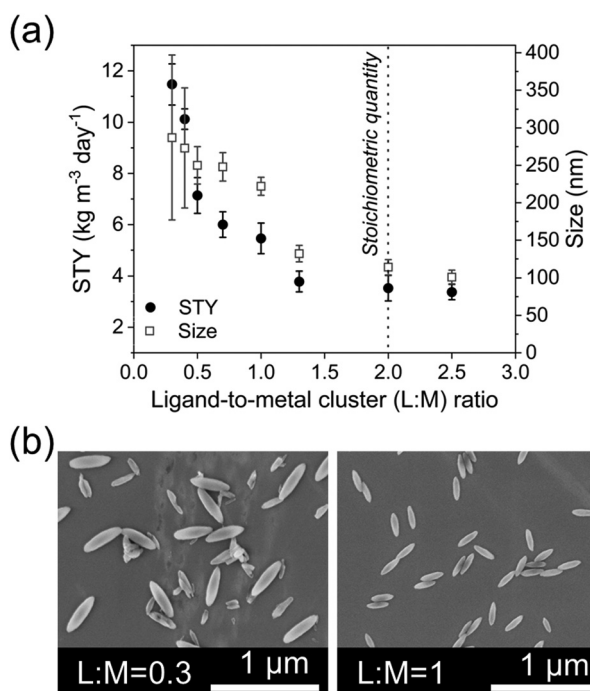 (a)
STY (kg m⁻³ day⁻¹)
12
10
8
6
4
2
Stoichiometric quantity
400
350
300
250
200
150
100
50
0
Size (nm)
STY
Size
0.0 0.5 1.0 1.5 2.0 2.5 3.0
Ligand-to-metal cluster (L:M) ratio
(b)
L:M=0.3 1 μm
L:M=1 1 μm